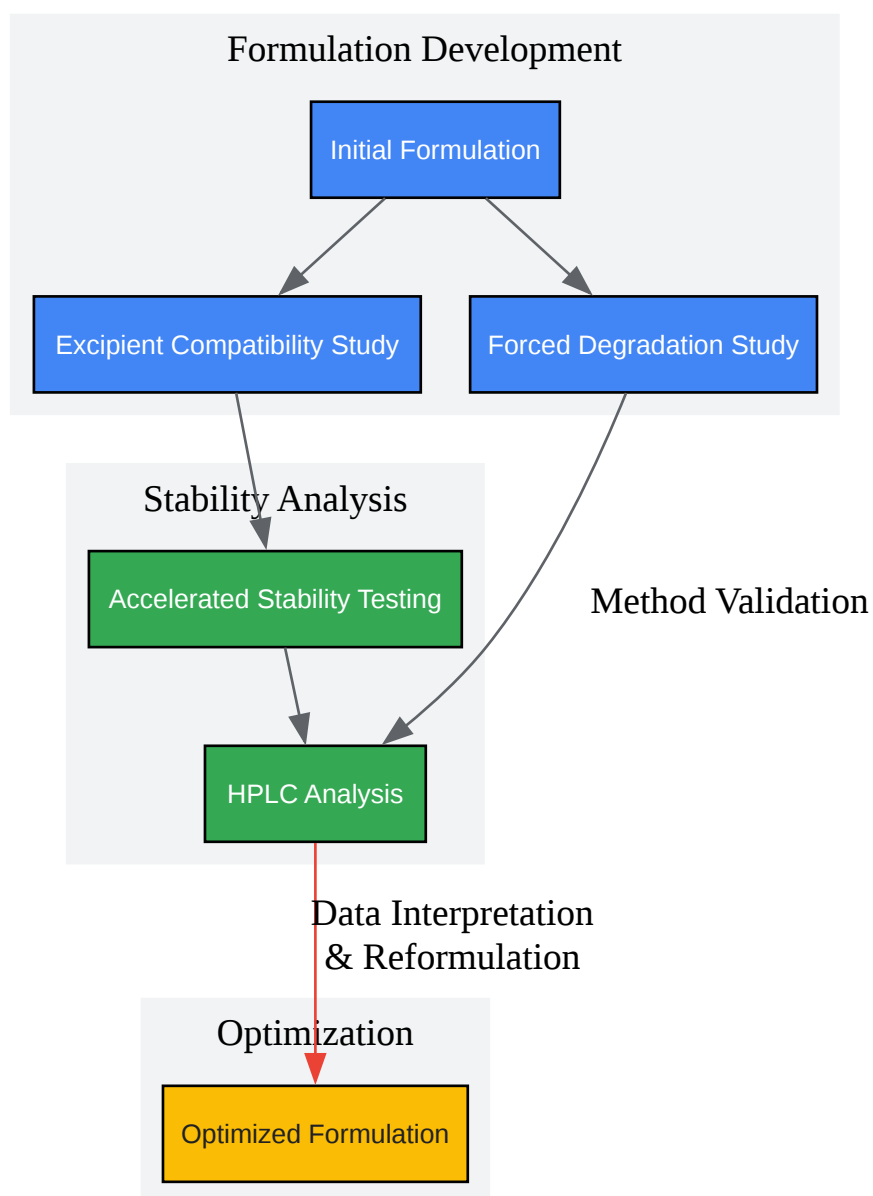 Formulation Development
Initial Formulation
Excipient Compatibility Study
Forced Degradation Study
Stability Analysis
Accelerated Stability Testing
Method Validation
HPLC Analysis
Data Interpretation
& Reformulation
Optimization
Optimized Formulation